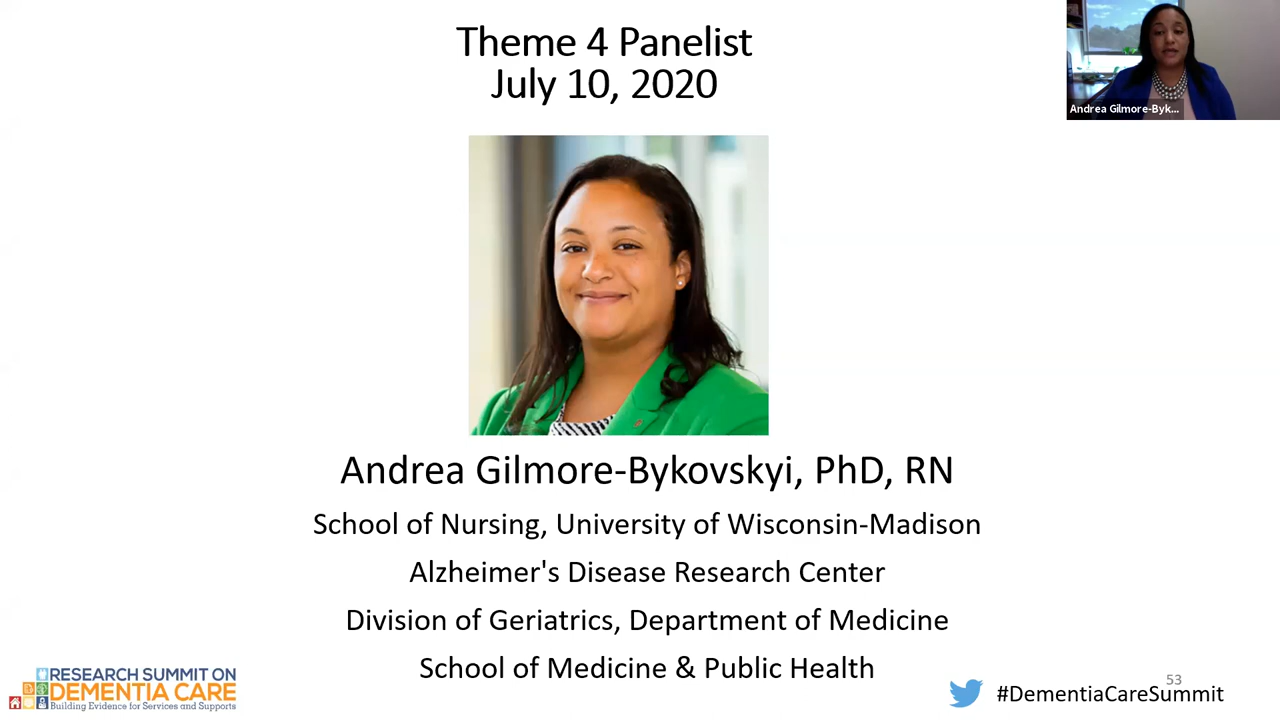 Theme 4 Panelist
July 10, 2020
Andrea Gilmore-Byk...
Andrea Gilmore-Bykovskyi, PhD, RN
School of Nursing, University of Wisconsin-Madison
Alzheimer's Disease Research Center
Division of Geriatrics, Department of Medicine
School of Medicine & Public Health
RESEARCH SUMMIT ON
DEMENTIA CARE
Building Evidence for Services and Supports
53
#DementiaCareSummit